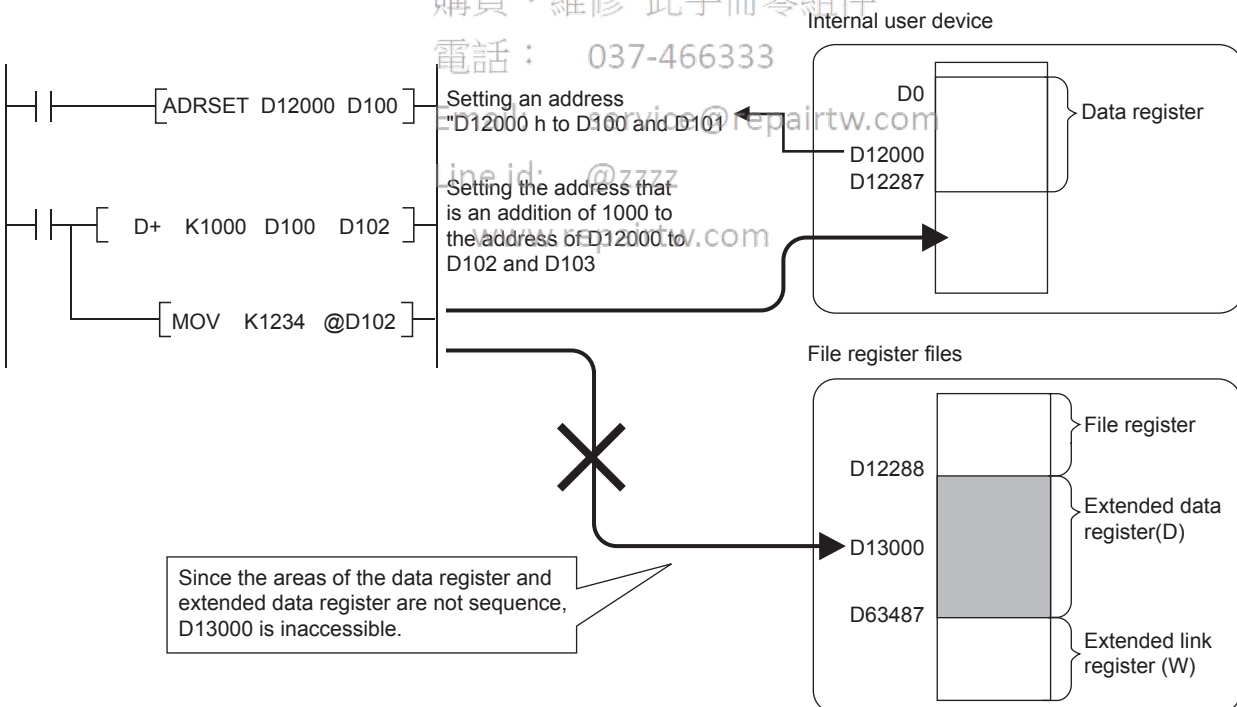 購買、維修 此手冊零組件
電話： 037-466333
Email: service@repairtw.com
Line id: @zzzz
www.repairtw.com
ADRSET D12000 D100
Setting an address
"D12000 h to D100 and D101
D+ K1000 D100 D102
Setting the address that
is an addition of 1000 to
the address of D12000 to
D102 and D103
MOV K1234 @D102
Internal user device
D0
Data register
D12000
D12287
File register files
File register
D12288
Extended data
register(D)
D13000
D63487
Extended link
register (W)
Since the areas of the data register and
extended data register are not sequence,
D13000 is inaccessible.